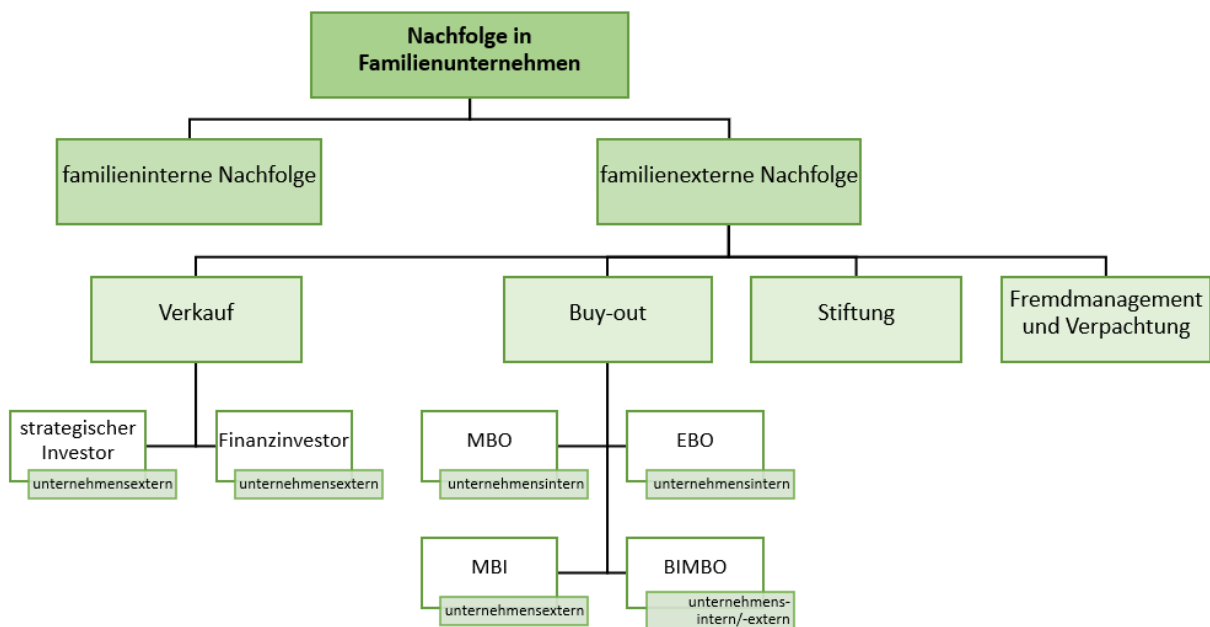 Nachfolge in
Familienunternehmen
familieninterne Nachfolge
familienexterne Nachfolge
Verkauf
Buy-out
Stiftung
Fremdmanagement
und Verpachtung
strategischer
Investor
unternehmensextern
Finanzinvestor
unternehmensextern
MBO
unternehmensintern
EBO
unternehmensintern
MBI
unternehmensextern
BIMBO
unternehmens-
intern/-extern